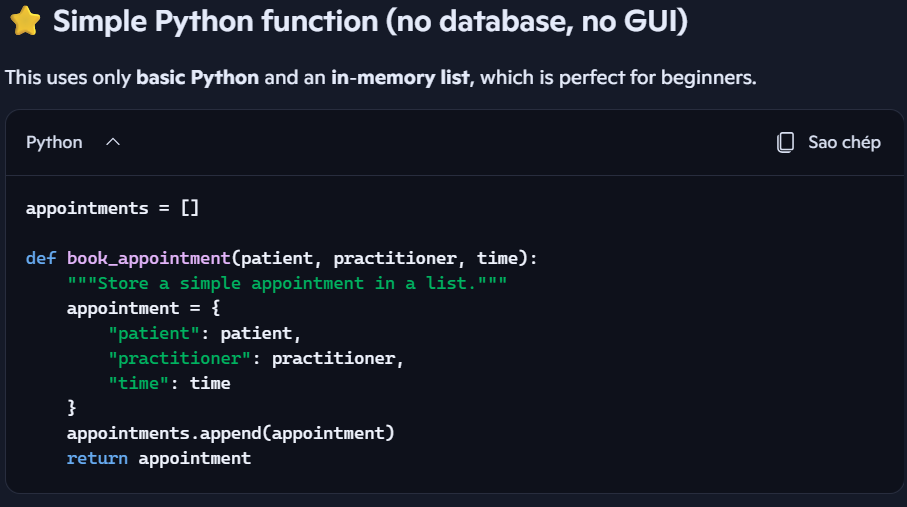 ⭐ Simple Python function (no database, no GUI)
This uses only basic Python and an in-memory list, which is perfect for beginners.
Python
Sao chép
appointments = []
def book_appointment(patient, practitioner, time):
    """Store a simple appointment in a list."""
    appointment = {
        "patient": patient,
        "practitioner": practitioner,
        "time": time
    }
    appointments.append(appointment)
    return appointment